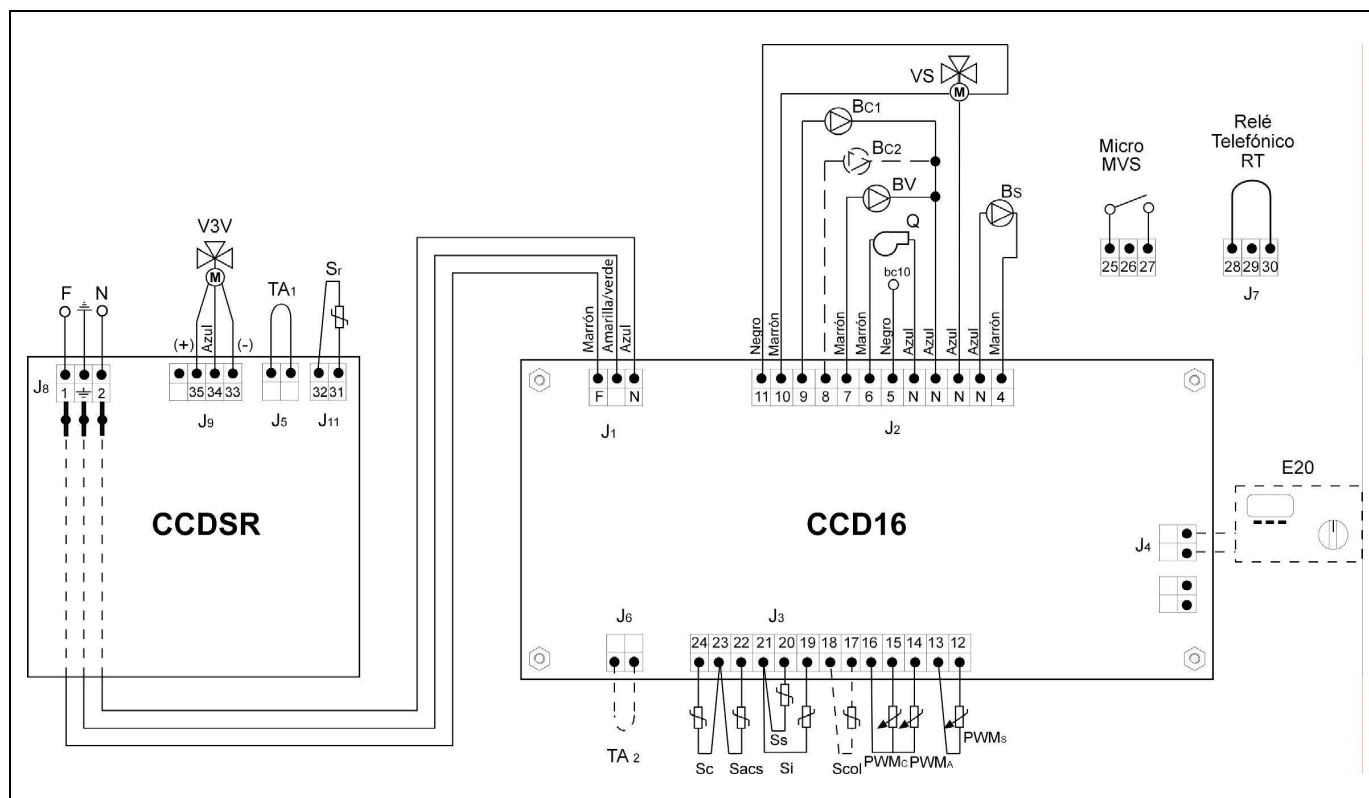 VS
M
BC1
BC2
BV
Q
bc10
BS
Micro
MVS
25 26 27
Relé
Telefónico
RT
28 29 30
J7
V3V
M
F N
(+) Azul (-)
TA1
Sr
J8
1 2
35 34 33
J9
J5
32 31
J11
Marrón
Amarilla/verde
Azul
F N
J1
Negro
Marrón
Marrón
Marrón
Negro
Azul
Azul
Azul
Azul
Marrón
11 10 9 8 7 6 5 N N N N 4
J2
CCDSR
CCD16
E20
J4
J6
TA 2
J3
24 23 22 21 20 19 18 17 16 15 14 13 12
Sc
Sacs
Ss
Si
Scol
PWMC
PWMA
PWMS